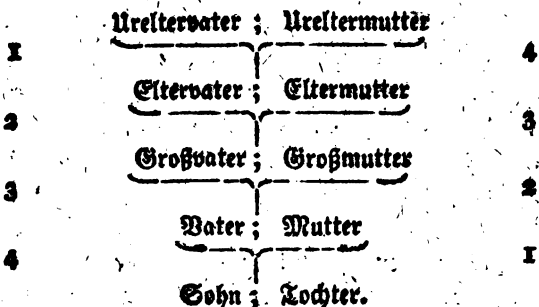 Ureltervater ; Ureltermutter
1 4
Eltervater ; Eltermutter
2 3
Großvater ; Großmutter
3 2
Vater ; Mutter
4 1
Sohn ; Tochter.